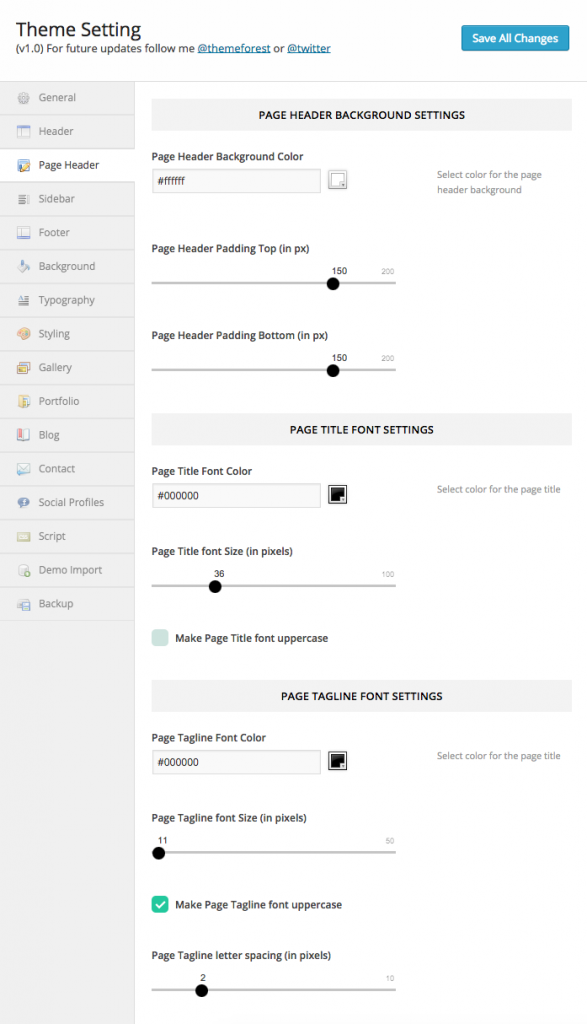 Theme Setting
(v1.0) For future updates follow me @themeforest or @twitter
Save All Changes
General
Header
Page Header
Sidebar
Footer
Background
Typography
Styling
Gallery
Portfolio
Blog
Contact
Social Profiles
Script
Demo Import
Backup
PAGE HEADER BACKGROUND SETTINGS
Page Header Background Color
#ffffff
Select color for the page
header background
Page Header Padding Top (in px)
150 200
Page Header Padding Bottom (in px)
150 200
PAGE TITLE FONT SETTINGS
Page Title Font Color
#000000
Select color for the page title
Page Title font Size (in pixels)
36 100
Make Page Title font uppercase
PAGE TAGLINE FONT SETTINGS
Page Tagline Font Color
#000000
Select color for the page title
Page Tagline font Size (in pixels)
11 50
Make Page Tagline font uppercase
Page Tagline letter spacing (in pixels)
2 10